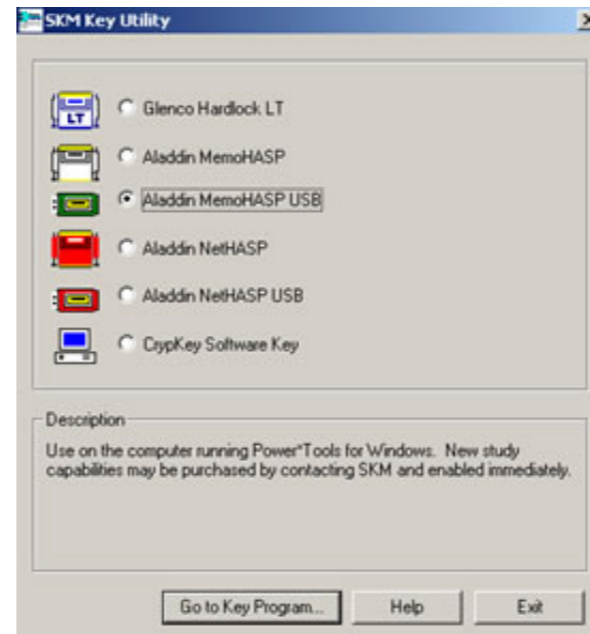 SKM Key Utility
LT
Glenco Hardlock LT
Aladdin MemoHASP
Aladdin MemoHASP USB
Aladdin NetHASP
Aladdin NetHASP USB
CrypKey Software Key
Description
Use on the computer running Power*Tools for Windows. New study
capabilities may be purchased by contacting SKM and enabled immediately.
Go to Key Program... Help Exit